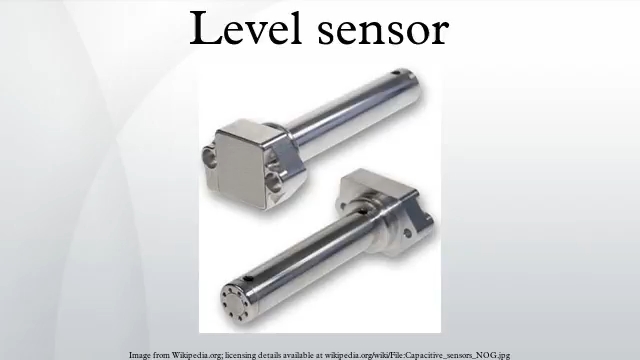 Level sensor
Image from Wikipedia.org; licensing details available at wikipedia.org/wiki/File:Capacitive_sensors_NOG.jpg